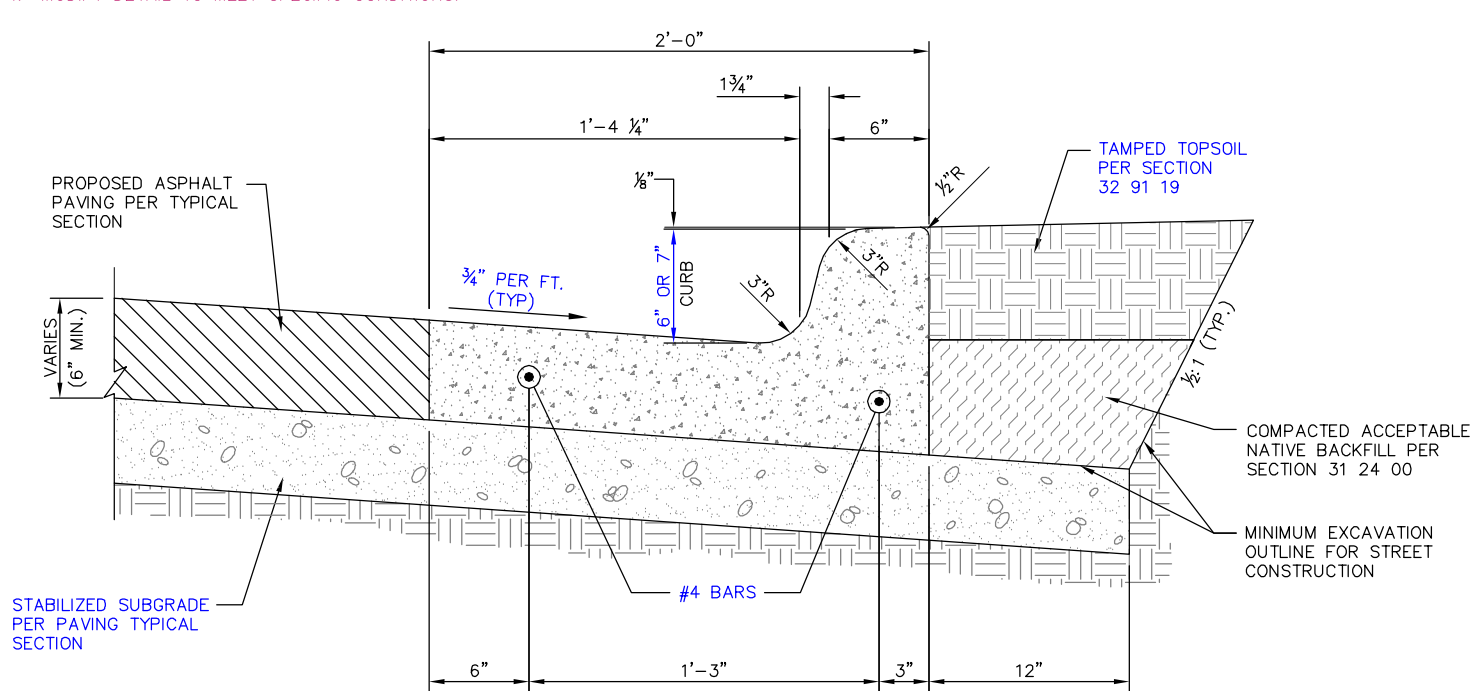 2'-0"
1¾"
1'-4 ¼"
6"
TAMPED TOPSOIL
PER SECTION
32 91 19
PROPOSED ASPHALT
PAVING PER TYPICAL
SECTION
⅛"
½"R
¾" PER FT.
(TYP)
6" OR 7"
CURB
3"R
3"R
VARIES
(6" MIN.)
½:1 (TYP.)
COMPACTED ACCEPTABLE
NATIVE BACKFILL PER
SECTION 31 24 00
MINIMUM EXCAVATION
OUTLINE FOR STREET
CONSTRUCTION
#4 BARS
STABILIZED SUBGRADE
PER PAVING TYPICAL
SECTION
6"
1'-3"
3"
12"